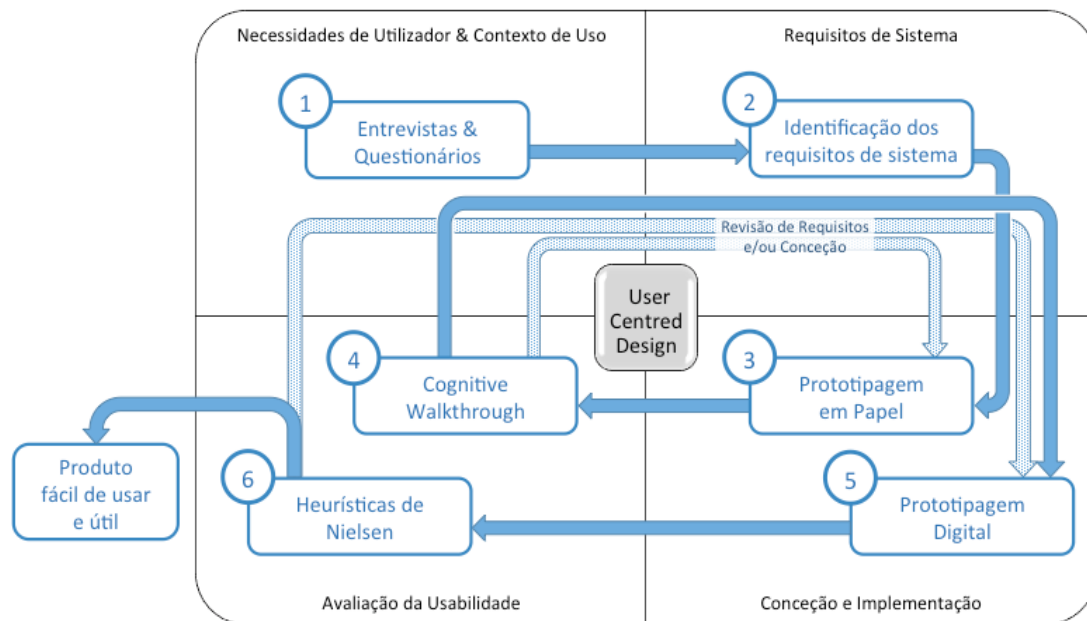 Necessidades de Utilizador & Contexto de Uso
Requisitos de Sistema
1
Entrevistas &
Questionários
2
Identificação dos
requisitos de sistema
Revisão de Requisitos
e/ou Conceção
User
Centred
Design
4
Cognitive
Walkthrough
3
Prototipagem
em Papel
Produto
fácil de usar
e útil
6
Heurísticas de
Nielsen
5
Prototipagem
Digital
Avaliação da Usabilidade
Conceção e Implementação